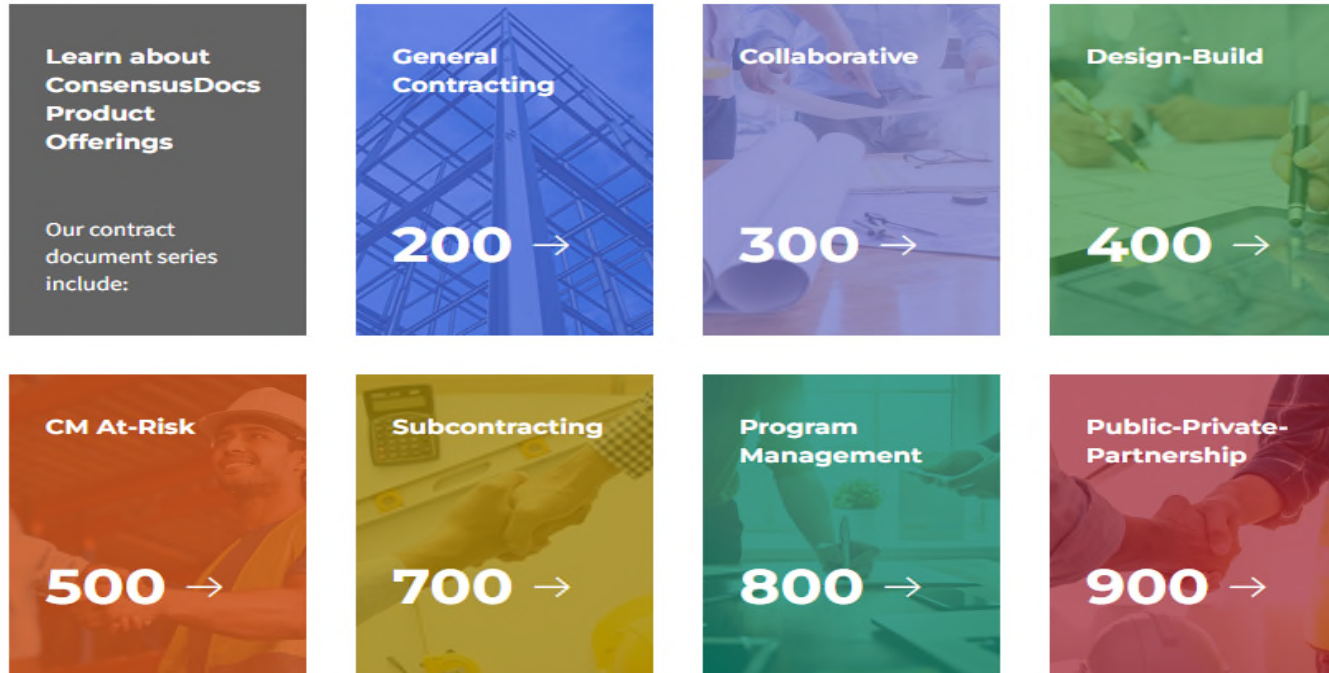 Learn about
ConsensusDocs
Product
Offerings
Our contract
document series
include:
General
Contracting
200 →
Collaborative
300 →
Design-Build
400 →
CM At-Risk
500 →
Subcontracting
700 →
Program
Management
800 →
Public-Private-
Partnership
900 →